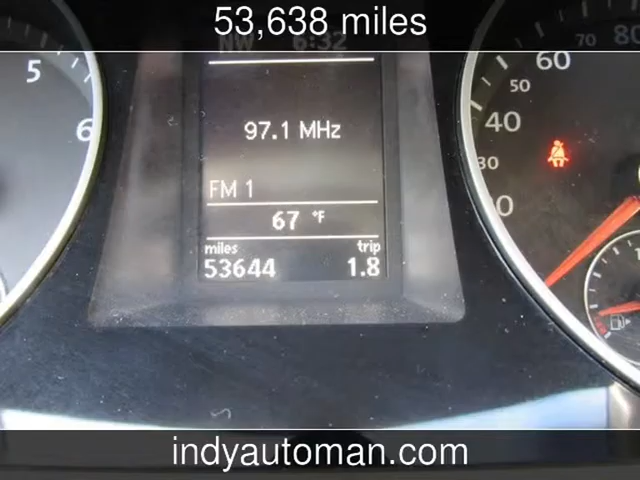 53,638 miles
NW 6:32
97.1 MHz
FM 1
67 °F
miles trip
53644 1.8
5
6
80
70
60
50
40
30
indyautoman.com